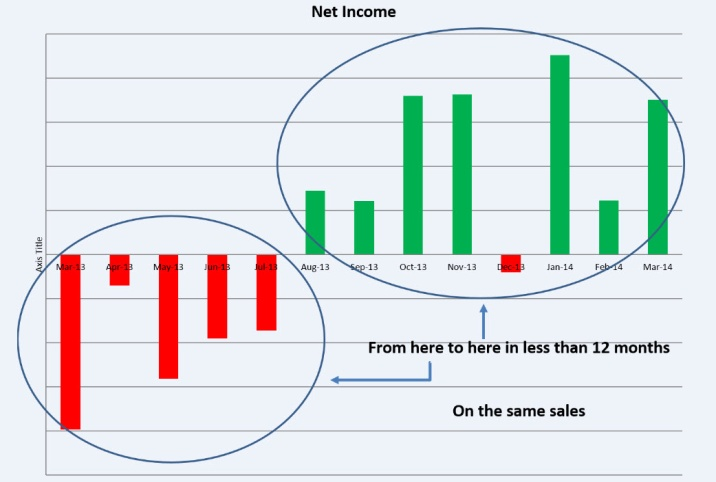 Net Income
Axis Title
Mar-13 Apr-13 May-13 Jun-13 Jul-13 Aug-13 Sep-13 Oct-13 Nov-13 Dec-13 Jan-14 Feb-14 Mar-14
From here to here in less than 12 months
On the same sales